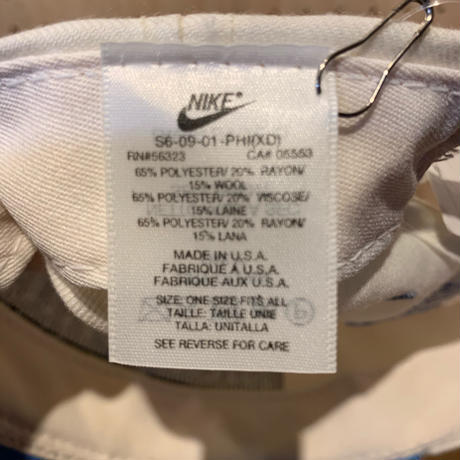 NIKE
S6-09-01-PHI(XD)
RN#56323 CA# 05553
65% POLYESTER/ 20% RAYON/
15% WOOL
65% POLYESTER/ 20% VISCOSE/
15% LAINE
65% POLYESTER/ 20% RAYON/
15% LANA
MADE IN U.S.A.
FABRIQUÉ À U.S.A.
FABRIQUE-AU U.S.A.
SIZE: ONE SIZE FITS ALL
TAILLE: TAILLE UNIE
TALLA: UNITALLA
SEE REVERSE FOR CARE